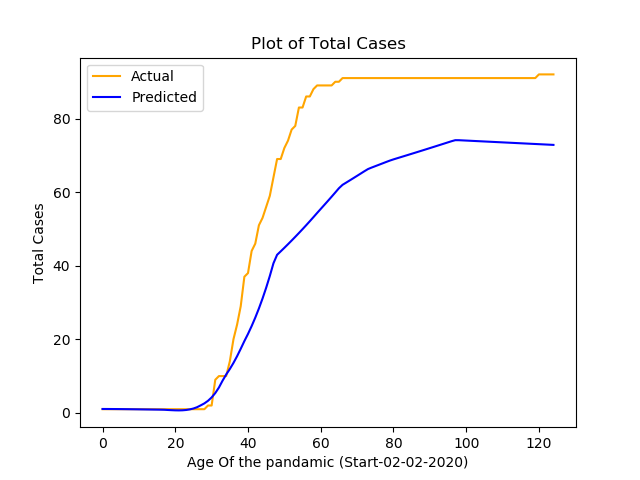 Plot of Total Cases
Actual
Predicted
Total Cases
80
60
40
20
0
0 20 40 60 80 100 120
Age Of the pandamic (Start-02-02-2020)